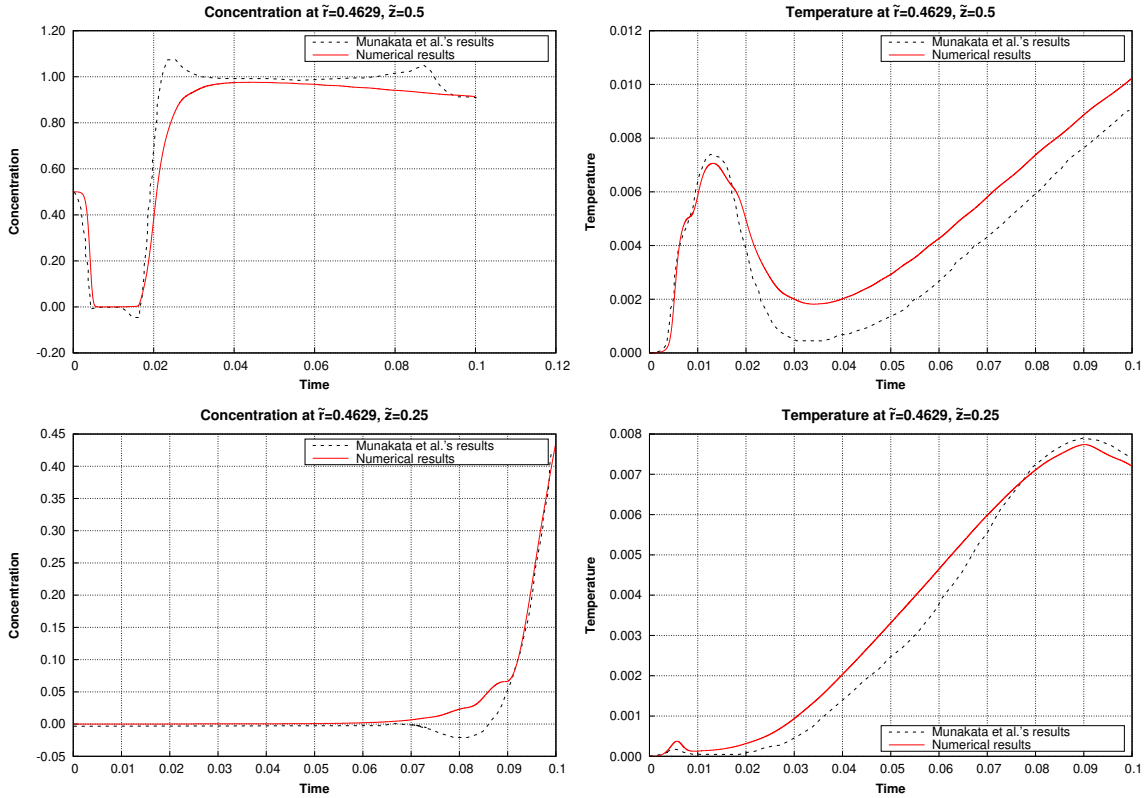 Concentration at r̃=0.4629, z̃=0.5
Munakata et al.'s results
Numerical results
Concentration
1.20
1.00
0.80
0.60
0.40
0.20
0.00
-0.20
0 0.02 0.04 0.06 0.08 0.1 0.12
Time
Temperature at r̃=0.4629, z̃=0.5
Munakata et al.'s results
Numerical results
Temperature
0.012
0.010
0.008
0.006
0.004
0.002
0.000
0 0.01 0.02 0.03 0.04 0.05 0.06 0.07 0.08 0.09 0.1
Time
Concentration at r̃=0.4629, z̃=0.25
Munakata et al.'s results
Numerical results
Concentration
0.45
0.40
0.35
0.30
0.25
0.20
0.15
0.10
0.05
0.00
-0.05
0 0.01 0.02 0.03 0.04 0.05 0.06 0.07 0.08 0.09 0.1
Time
Temperature at r̃=0.4629, z̃=0.25
Temperature
0.008
0.007
0.006
0.005
0.004
0.003
0.002
0.001
0.000
Munakata et al.'s results
Numerical results
0 0.01 0.02 0.03 0.04 0.05 0.06 0.07 0.08 0.09 0.1
Time